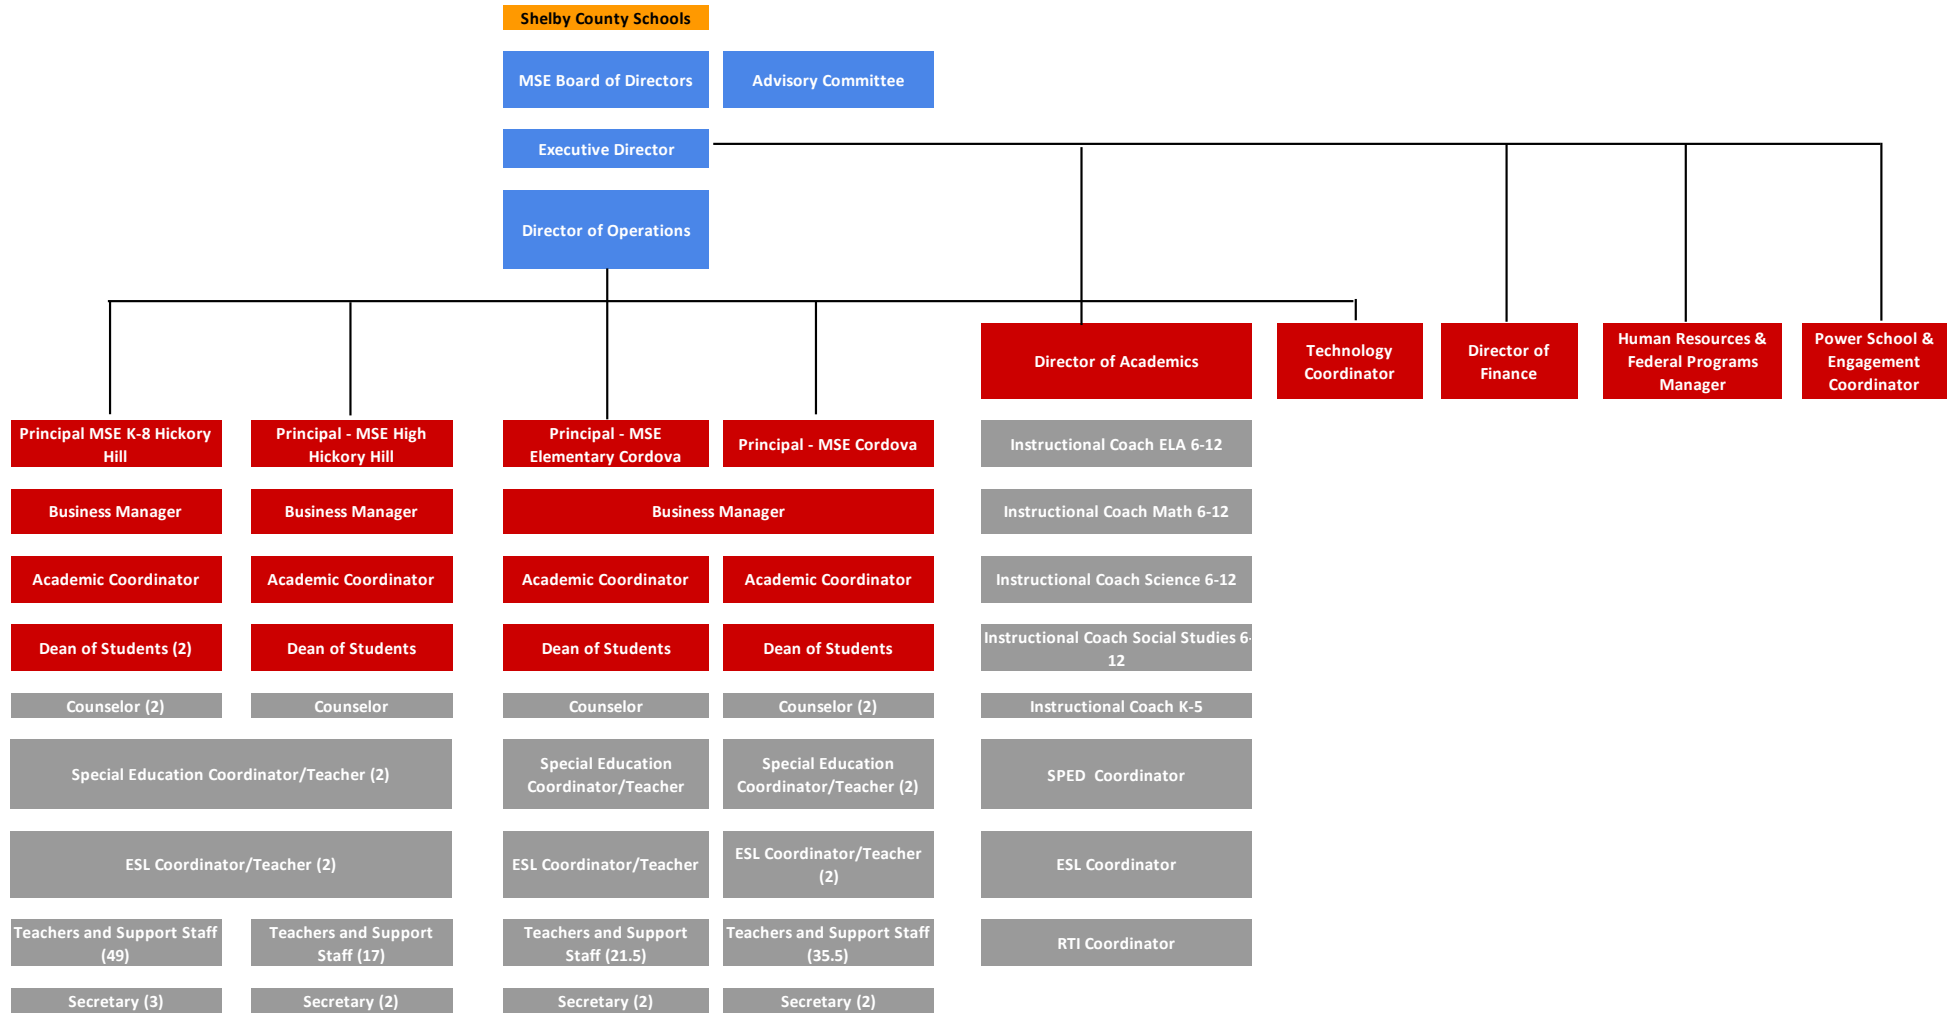 Shelby County Schools
MSE Board of Directors
Advisory Committee
Executive Director
Director of Operations
Director of Academics
Technology
Coordinator
Director of
Finance
Human Resources &
Federal Programs
Manager
Power School &
Engagement
Coordinator
Principal MSE K-8 Hickory
Hill
Principal - MSE High
Hickory Hill
Principal - MSE
Elementary Cordova
Principal - MSE Cordova
Instructional Coach ELA 6-12
Business Manager
Business Manager
Business Manager
Instructional Coach Math 6-12
Academic Coordinator
Academic Coordinator
Academic Coordinator
Academic Coordinator
Instructional Coach Science 6-12
Dean of Students (2)
Dean of Students
Dean of Students
Dean of Students
Instructional Coach Social Studies 6-
12
Counselor (2)
Counselor
Counselor
Counselor (2)
Instructional Coach K-5
Special Education Coordinator/Teacher (2)
Special Education
Coordinator/Teacher
Special Education
Coordinator/Teacher (2)
SPED  Coordinator
ESL Coordinator/Teacher (2)
ESL Coordinator/Teacher
ESL Coordinator/Teacher
(2)
ESL Coordinator
Teachers and Support Staff
(49)
Teachers and Support
Staff (17)
Teachers and Support
Staff (21.5)
Teachers and Support Staff
(35.5)
RTI Coordinator
Secretary (3)
Secretary (2)
Secretary (2)
Secretary (2)